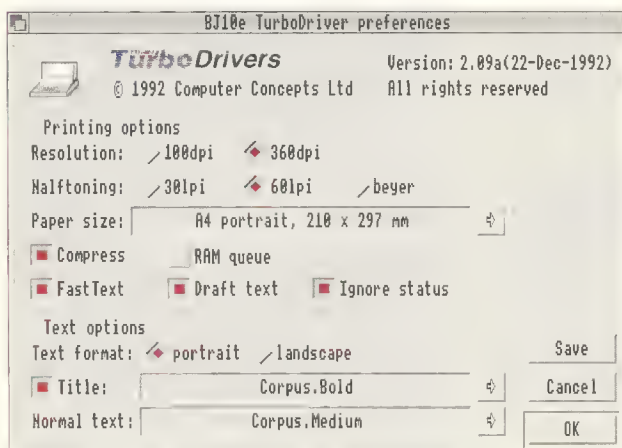 BJ10e TurboDriver preferences
TurboDrivers Version: 2.09a(22-Dec-1992)
© 1992 Computer Concepts Ltd All rights reserved
Printing options
Resolution: 180dpi 360dpi
Halftoning: 30lpi 60lpi beyer
Paper size: A4 portrait, 210 x 297 mm
Compress RAM queue
FastText Draft text Ignore status
Text options
Text format: portrait landscape
Save
Title: Corpus.Bold Cancel
Normal text: Corpus.Medium OK